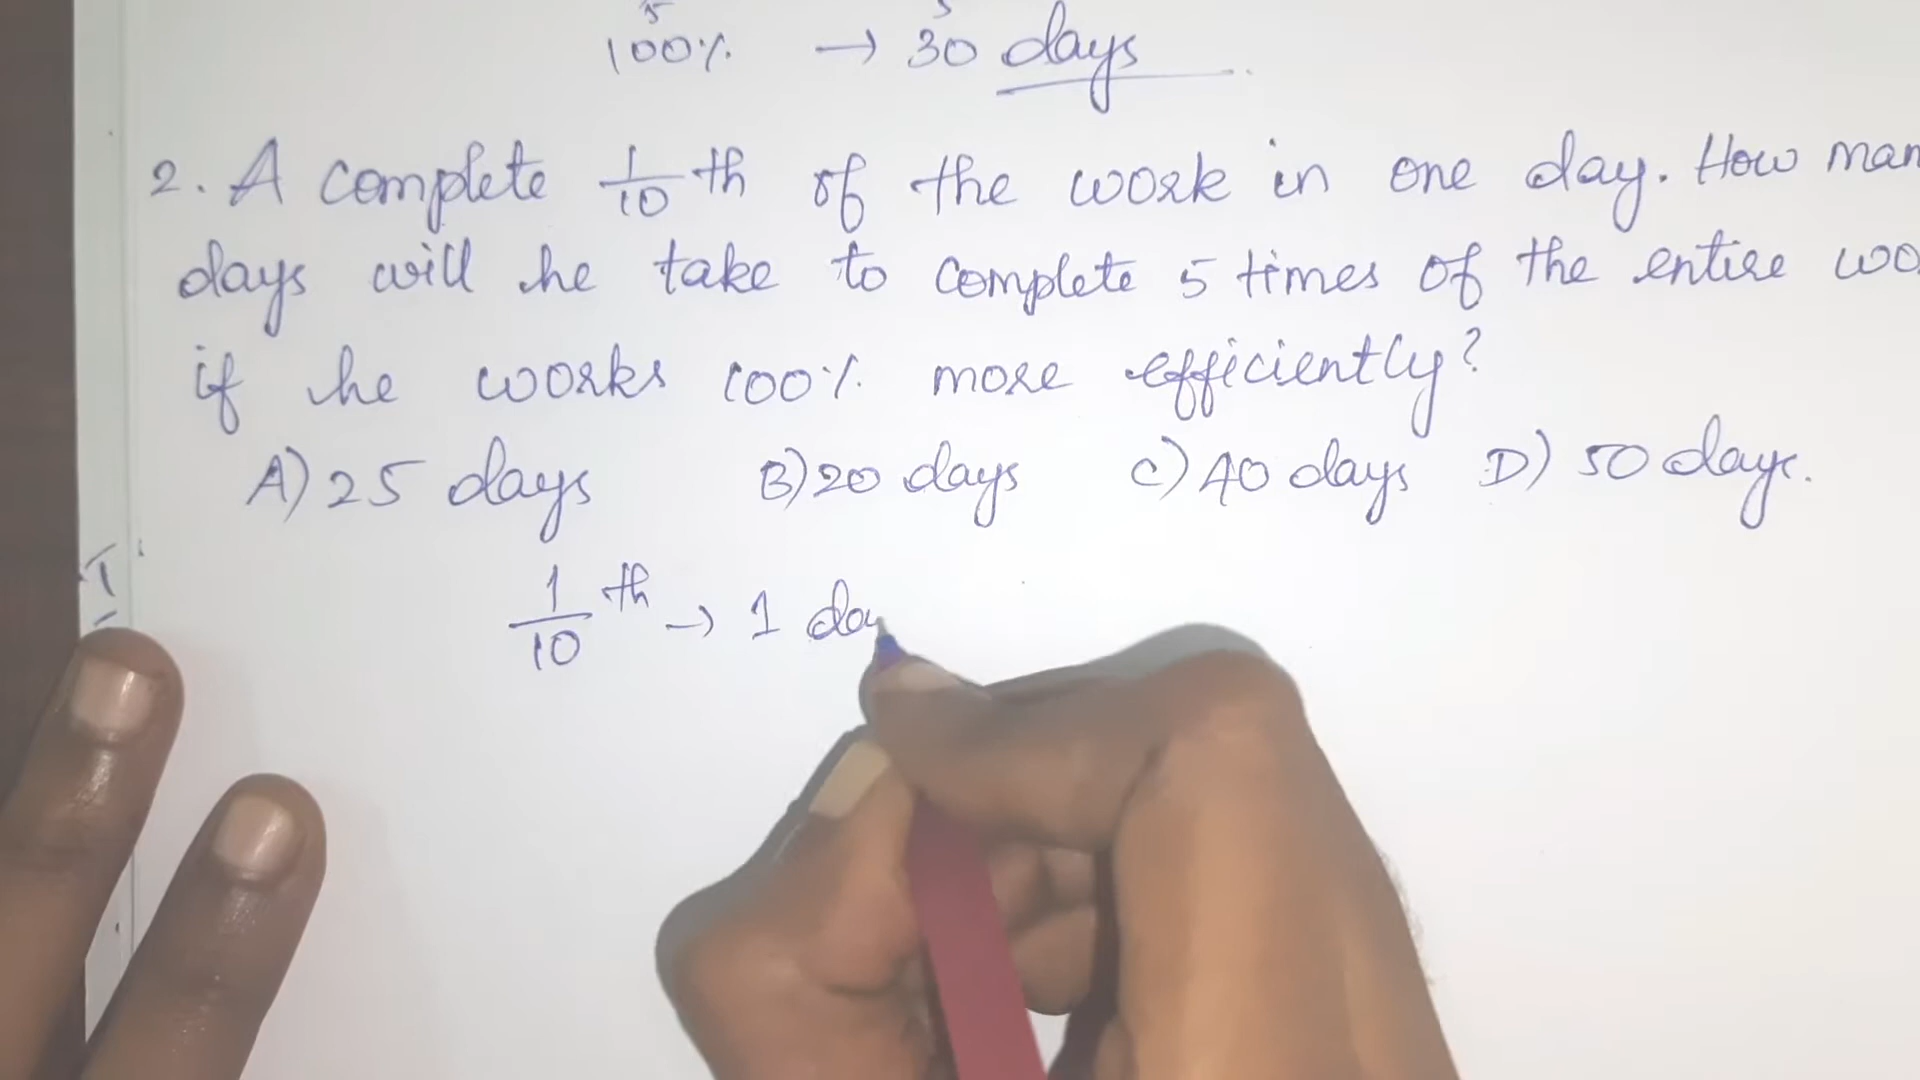 100% → 30 days
2. A complete 1/10 th of the work in one day. How
days will he take to complete 5 times of the entire
if he works 100% more efficiently?
A) 25 days B) 20 days C) 40 days D) 50 days.
1/10 th → 1 day